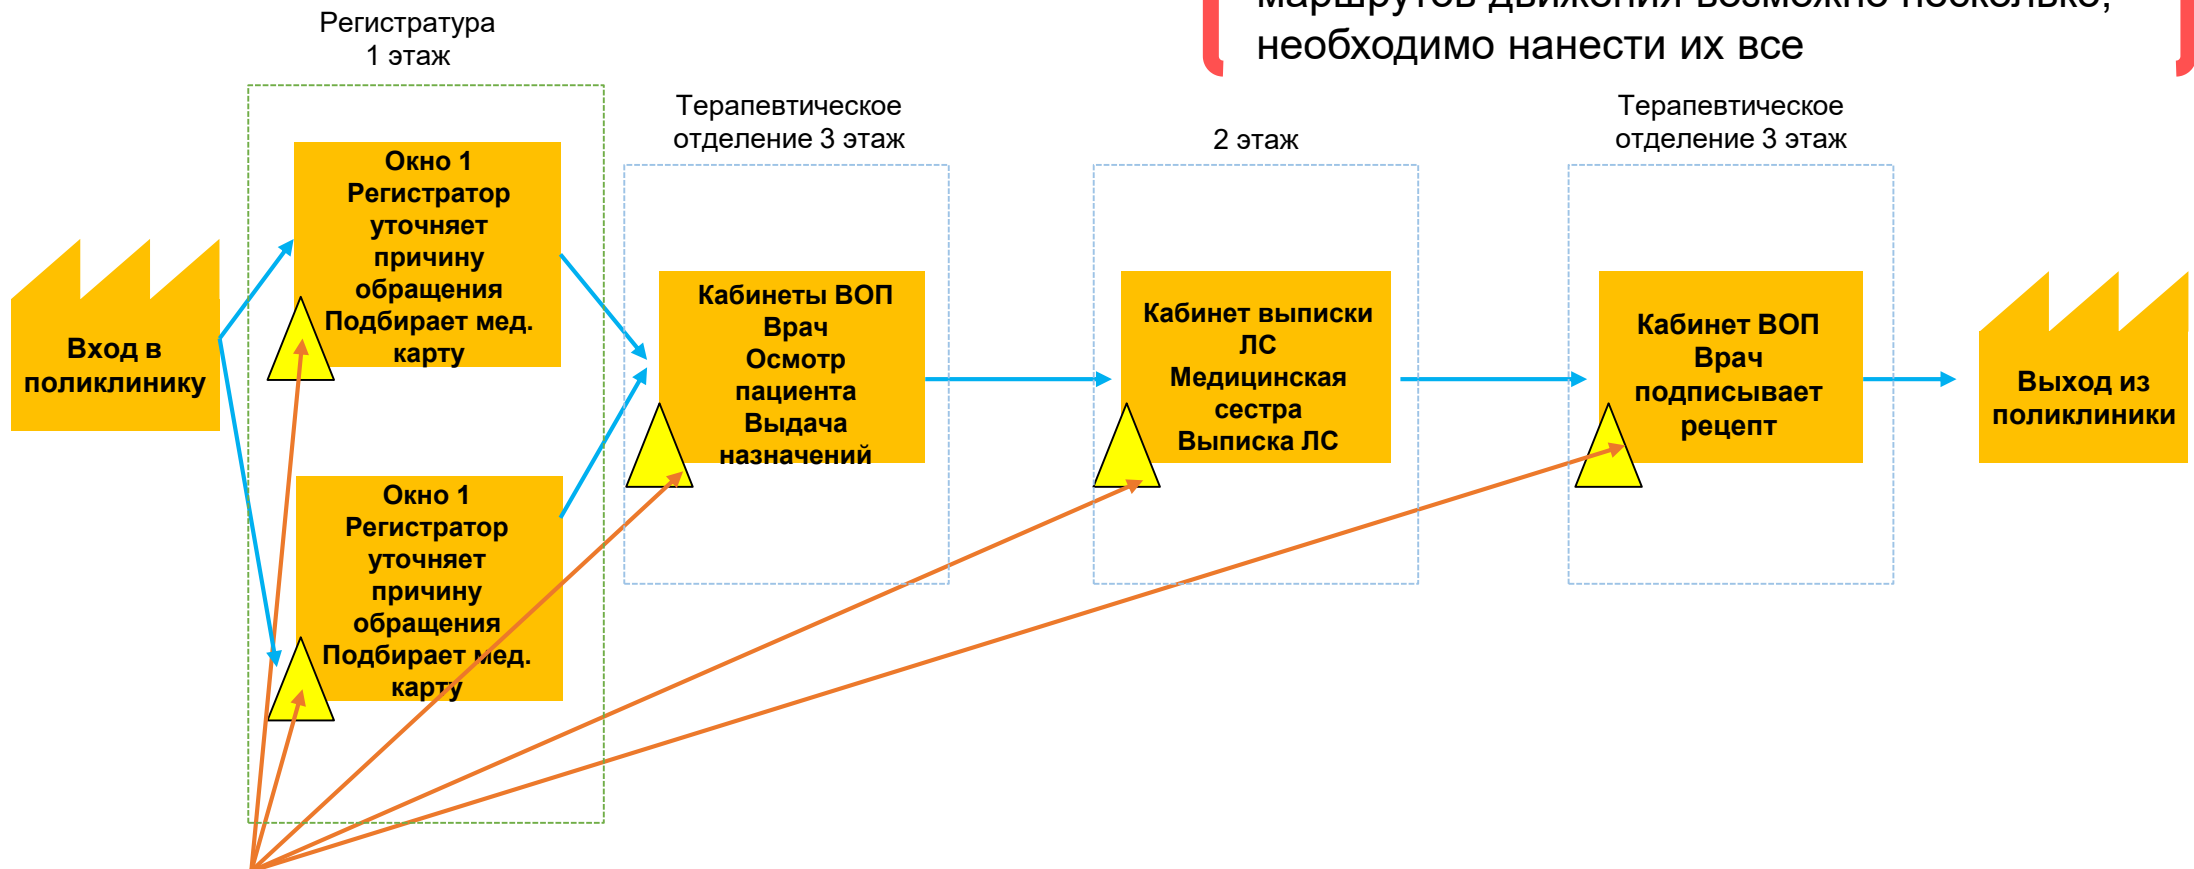 маршрутов движения возможно несколько,
необходимо нанести их все
Регистратура
1 этаж
Терапевтическое
отделение 3 этаж
2 этаж
Терапевтическое
отделение 3 этаж
Вход в
поликлинику
Окно 1
Регистратор
уточняет
причину
обращения
Подбирает мед.
карту
Окно 1
Регистратор
уточняет
причину
обращения
Подбирает мед.
карту
Кабинеты ВОП
Врач
Осмотр
пациента
Выдача
назначений
Кабинет выписки
ЛС
Медицинская
сестра
Выписка ЛС
Кабинет ВОП
Врач
подписывает
рецепт
Выход из
поликлиники